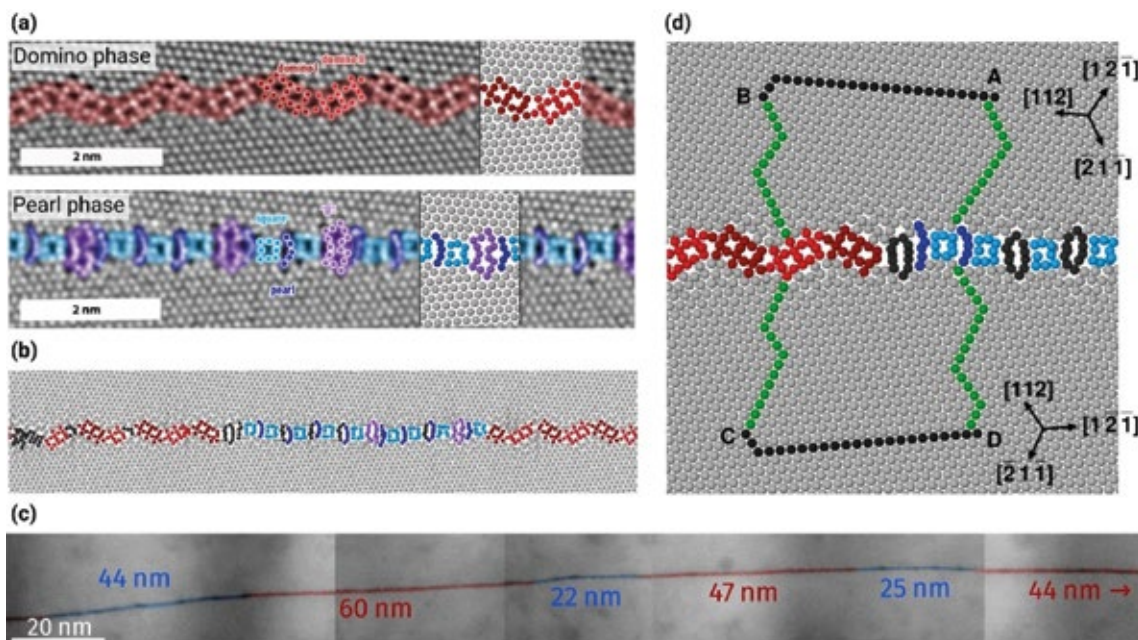 (a)
Domino phase
domino I
domino II
2 nm
Pearl phase
square
pearl
2 nm
(b)
(c)
44 nm
60 nm
22 nm
47 nm
25 nm
44 nm →
20 nm
(d)
A
B
[1 2 1̄]
[112]
[2 1̄ 1̄]
C
D
[112]
[1 2 1̄]
[2̄ 1 1̄]